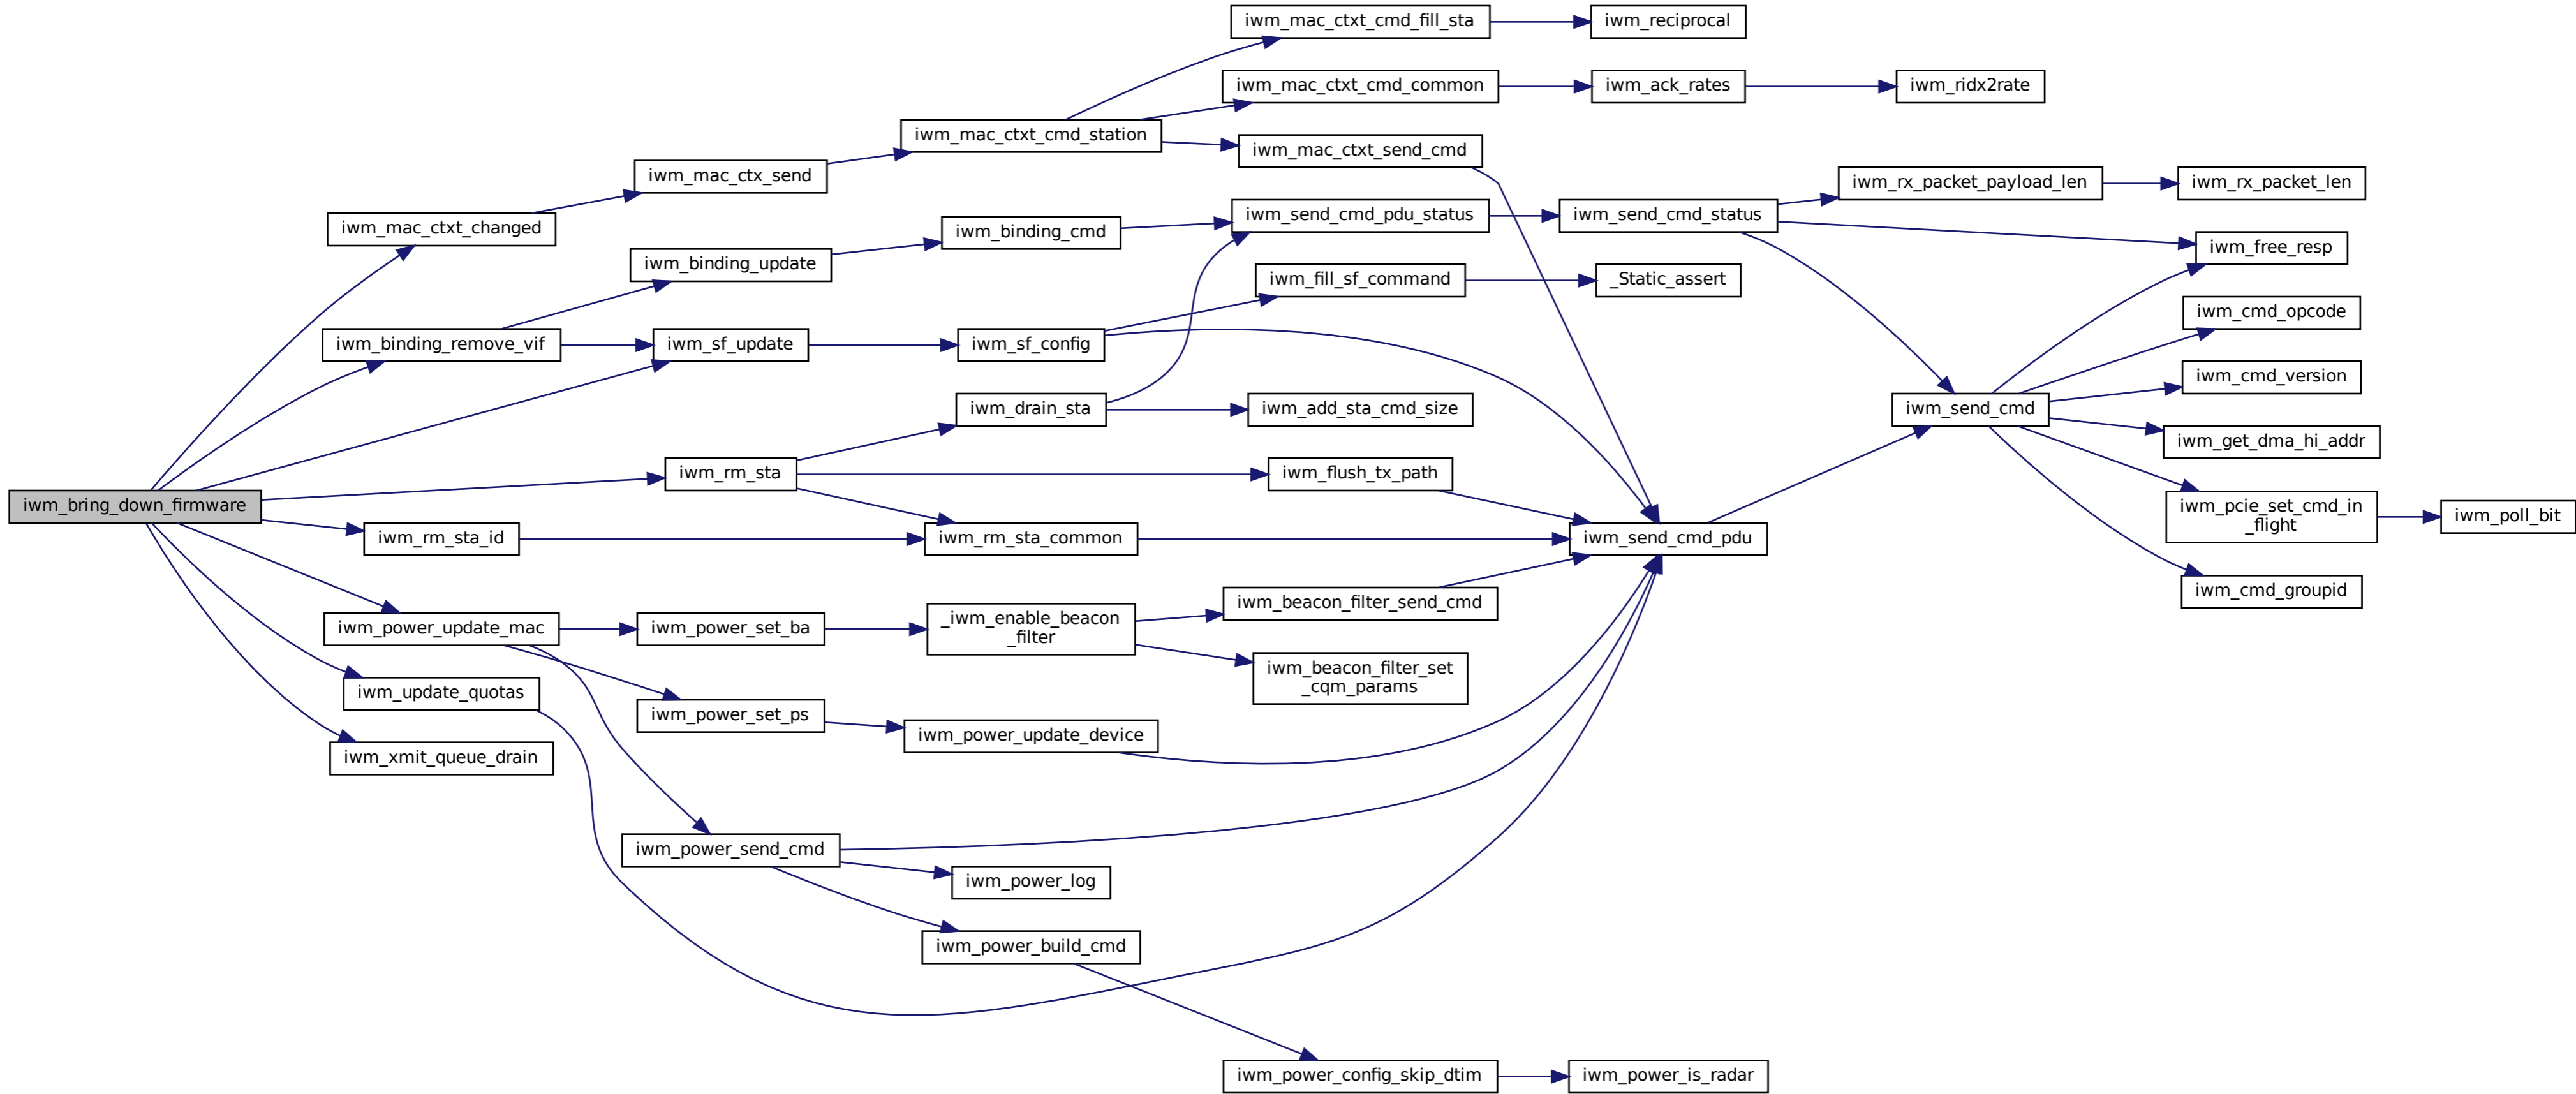 iwm_mac_ctxt_cmd_fill_sta
iwm_reciprocal
iwm_mac_ctxt_cmd_common
iwm_ack_rates
iwm_ridx2rate
iwm_mac_ctxt_cmd_station
iwm_mac_ctxt_send_cmd
iwm_mac_ctx_send
iwm_rx_packet_payload_len
iwm_rx_packet_len
iwm_mac_ctxt_changed
iwm_send_cmd_pdu_status
iwm_send_cmd_status
iwm_binding_cmd
iwm_free_resp
iwm_binding_update
iwm_fill_sf_command
_Static_assert
iwm_cmd_opcode
iwm_binding_remove_vif
iwm_sf_update
iwm_sf_config
iwm_cmd_version
iwm_drain_sta
iwm_add_sta_cmd_size
iwm_send_cmd
iwm_get_dma_hi_addr
iwm_rm_sta
iwm_flush_tx_path
iwm_bring_down_firmware
iwm_pcie_set_cmd_in
_flight
iwm_poll_bit
iwm_rm_sta_id
iwm_rm_sta_common
iwm_send_cmd_pdu
iwm_cmd_groupid
iwm_beacon_filter_send_cmd
iwm_power_update_mac
iwm_power_set_ba
_iwm_enable_beacon
_filter
iwm_beacon_filter_set
_cqm_params
iwm_update_quotas
iwm_power_set_ps
iwm_power_update_device
iwm_xmit_queue_drain
iwm_power_send_cmd
iwm_power_log
iwm_power_build_cmd
iwm_power_config_skip_dtim
iwm_power_is_radar